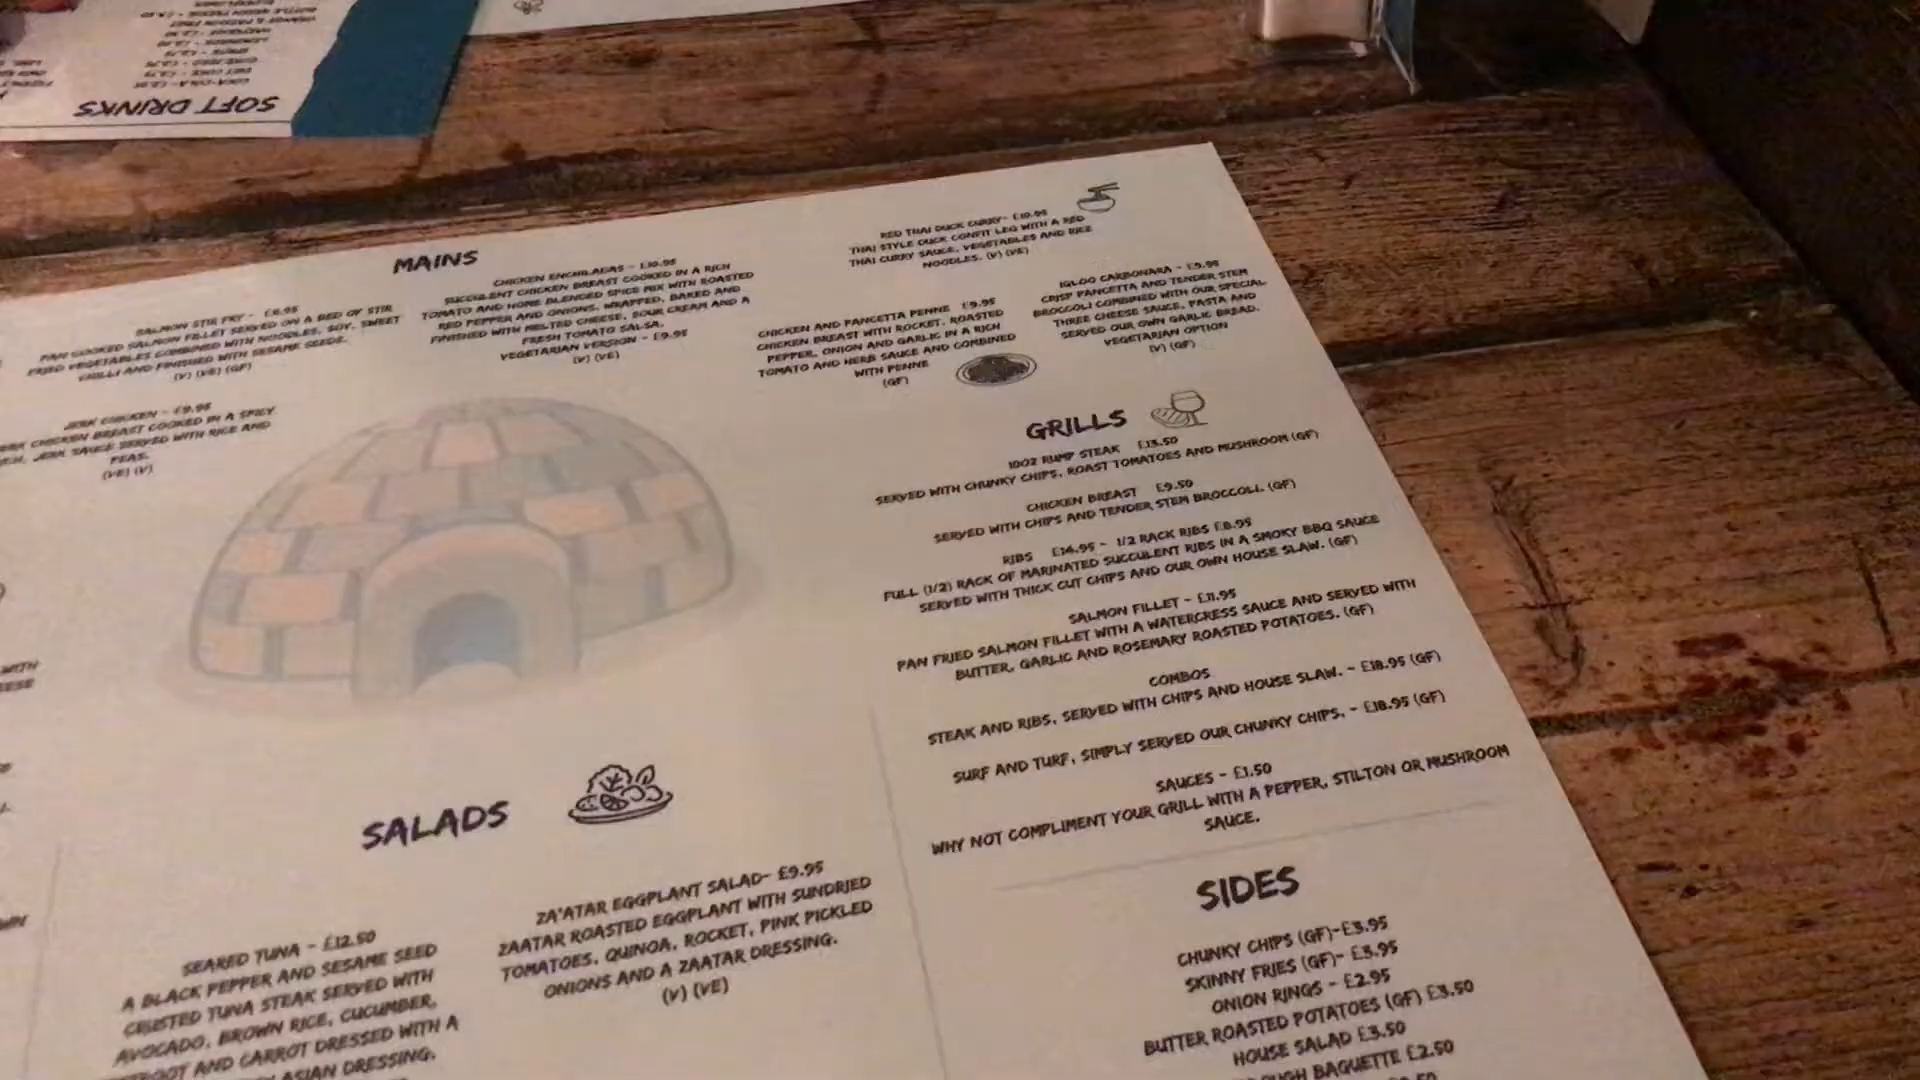 SOFT DRINKS
COCA-COLA
DIET COKE
MAINS
SALMON STIR FRY -
PAN COOKED SALMON FILLET SERVED ON A BED OF STIR
FRIED VEGETABLES COMBINED WITH NOODLES, SOY, SWEET
CHILLI AND FINISHED WITH SESAME SEEDS.
(V) (VE) (GF)
JERK CHICKEN - £9.95
CHICKEN BREAST COOKED IN A SPICY,
JERK SAUCE SERVED WITH RICE AND
PEAS.
(VE) (V)
CHICKEN ENCHILADAS - £10.95
SUCCULENT CHICKEN BREAST COOKED IN A RICH
TOMATO AND HOME BLENDED SPICE MIX WITH ROASTED
RED PEPPER AND ONIONS, WRAPPED, BAKED AND
FINISHED WITH MELTED CHEESE, SOUR CREAM AND A
FRESH TOMATO SALSA.
VEGETARIAN VERSION - £9.95
(V) (VE)
RED THAI DUCK CURRY- £10.95
THAI STYLE DUCK CONFIT LEG WITH A RED
THAI CURRY SAUCE, VEGETABLES AND RICE
NOODLES. (V) (VE)
CHICKEN AND PANCETTA PENNE £9.95
CHICKEN BREAST WITH ROCKET, ROASTED
PEPPER, ONION AND GARLIC IN A RICH
TOMATO AND HERB SAUCE AND COMBINED
WITH PENNE
(GF)
IGLOO CARBONARA - £9.95
CRISP PANCETTA AND TENDER STEM
BROCCOLI COMBINED WITH OUR SPECIAL
THREE CHEESE SAUCE, PASTA AND
SERVED OUR OWN GARLIC BREAD.
VEGETARIAN OPTION
(V) (GF)
GRILLS
10OZ RUMP STEAK £13.50
SERVED WITH CHUNKY CHIPS, ROAST TOMATOES AND MUSHROOM (GF)
CHICKEN BREAST £9.50
SERVED WITH CHIPS AND TENDER STEM BROCCOLI. (GF)
RIBS £14.95 - 1/2 RACK RIBS £8.95
FULL (1/2) RACK OF MARINATED SUCCULENT RIBS IN A SMOKY BBQ SAUCE
SERVED WITH THICK CUT CHIPS AND OUR OWN HOUSE SLAW. (GF)
SALMON FILLET - £11.95
PAN FRIED SALMON FILLET WITH A WATERCRESS SAUCE AND SERVED WITH
BUTTER, GARLIC AND ROSEMARY ROASTED POTATOES. (GF)
COMBOS
STEAK AND RIBS, SERVED WITH CHIPS AND HOUSE SLAW. - £18.95 (GF)
SURF AND TURF, SIMPLY SERVED OUR CHUNKY CHIPS. - £18.95 (GF)
SAUCES - £1.50
WHY NOT COMPLIMENT YOUR GRILL WITH A PEPPER, STILTON OR MUSHROOM
SAUCE.
SALADS
SEARED TUNA - £12.50
A BLACK PEPPER AND SESAME SEED
CRUSTED TUNA STEAK SERVED WITH
AVOCADO, BROWN RICE, CUCUMBER,
AND CARROT DRESSED WITH A
ASIAN DRESSING.
ZA'ATAR EGGPLANT SALAD- £9.95
ZAATAR ROASTED EGGPLANT WITH SUNDRIED
TOMATOES, QUINOA, ROCKET, PINK PICKLED
ONIONS AND A ZAATAR DRESSING.
(V) (VE)
SIDES
CHUNKY CHIPS (GF)-£3.95
SKINNY FRIES (GF)- £3.95
ONION RINGS - £2.95
BUTTER ROASTED POTATOES (GF) £3.50
HOUSE SALAD £3.50
BAGUETTE £2.50